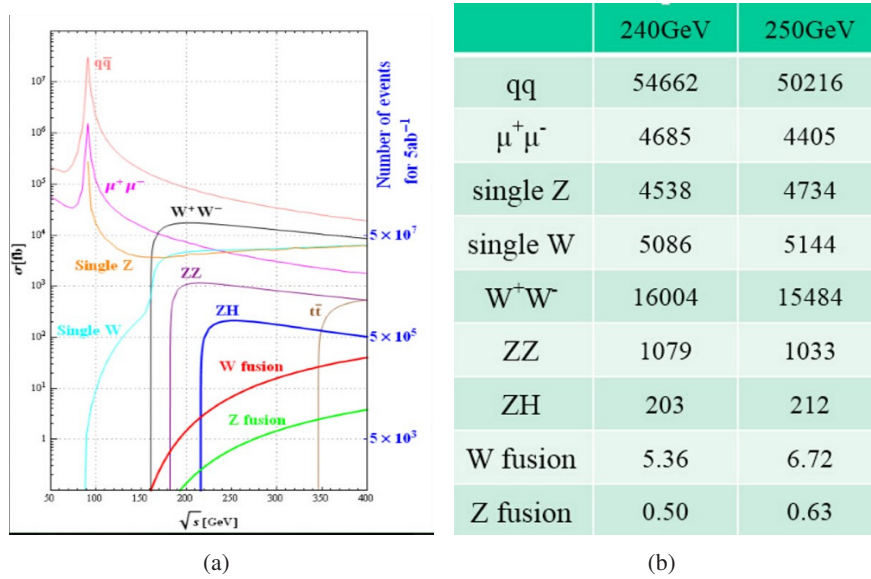 σ[fb]
10⁷
10⁶
10⁵
10⁴
10³
10²
10
1
qq̄
μ⁺μ⁻
W⁺W⁻
Single Z
ZZ
Single W
ZH
tt̄
W fusion
Z fusion
Number of events
for 5ab⁻¹
5×10⁷
5×10⁵
5×10³
50 100 150 200 250 300 350 400
√s [GeV]
(a)
240GeV 250GeV
qq 54662 50216
μ⁺μ⁻ 4685 4405
single Z 4538 4734
single W 5086 5144
W⁺W⁻ 16004 15484
ZZ 1079 1033
ZH 203 212
W fusion 5.36 6.72
Z fusion 0.50 0.63
(b)